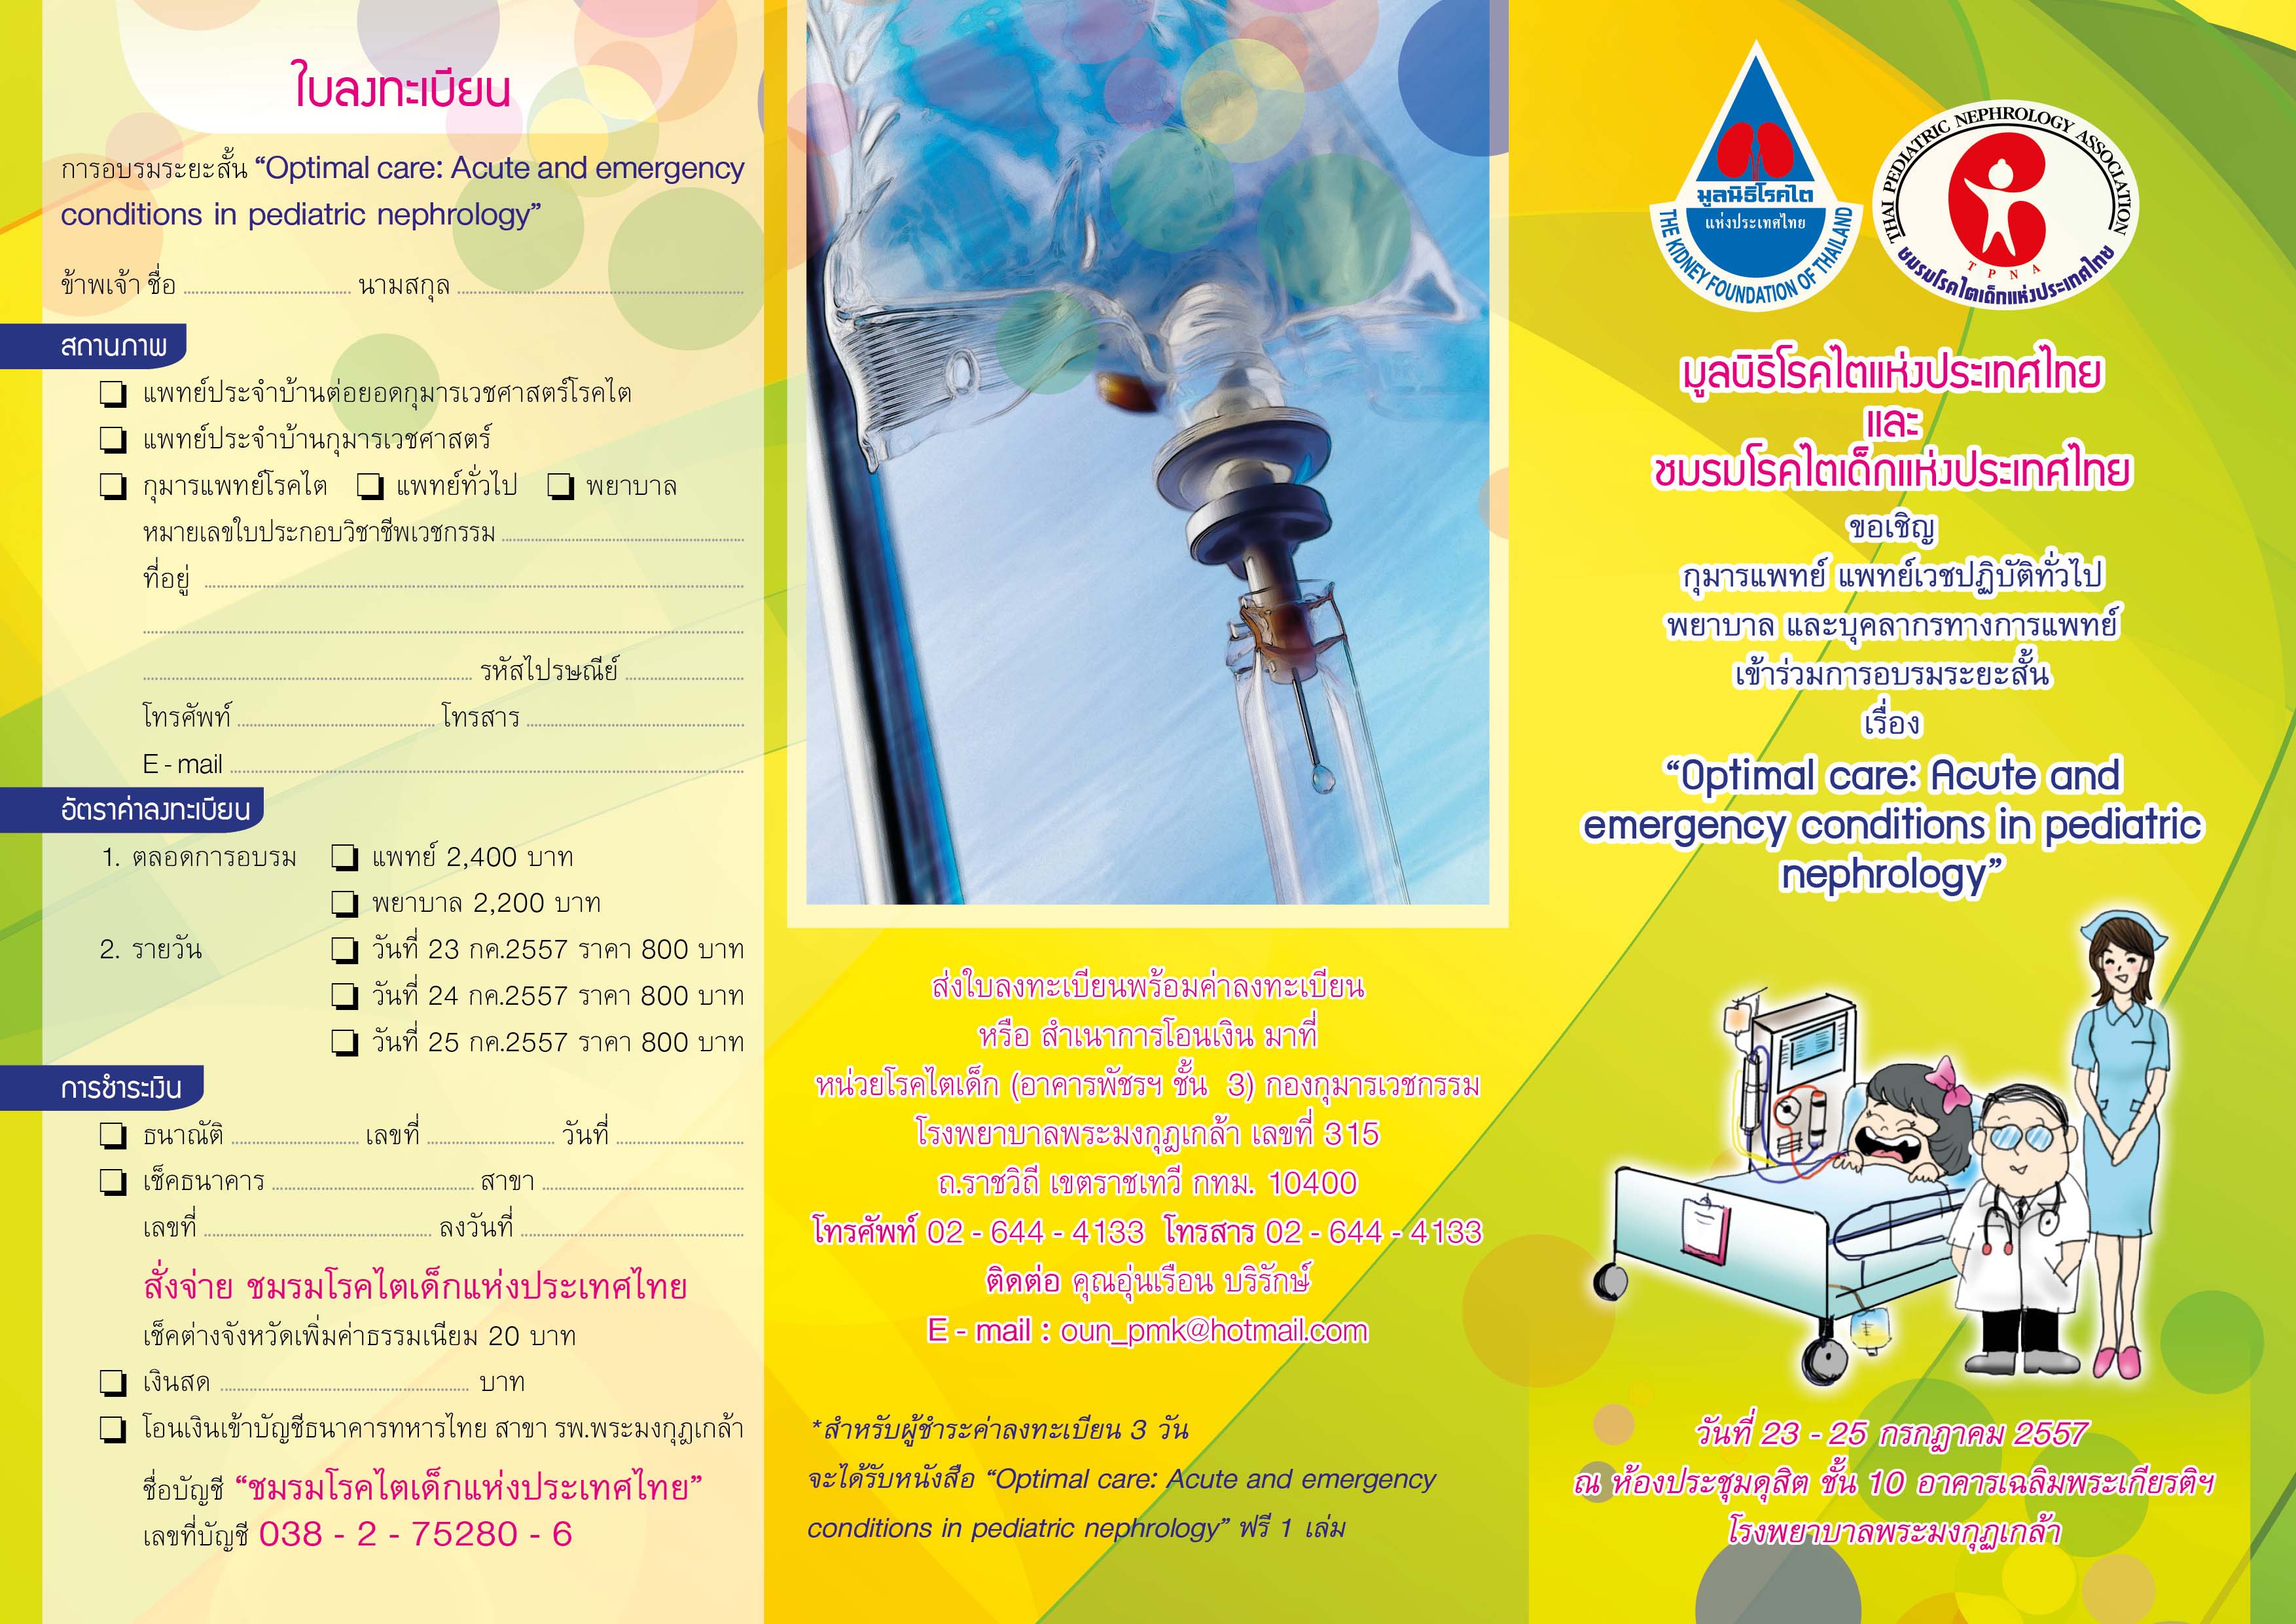 ใบลงทะเบียน
การอบรมระยะสั้น “Optimal care: Acute and emergency
conditions in pediatric nephrology”
ข้าพเจ้า ชื่อ ........ นามสกุล ........
สถานภาพ
❏ แพทย์ประจำบ้านต่อยอดกุมารเวชศาสตร์โรคไต
❏ แพทย์ประจำบ้านกุมารเวชศาสตร์
❏ กุมารแพทย์โรคไต ❏ แพทย์ทั่วไป ❏ พยาบาล
หมายเลขใบประกอบวิชาชีพเวชกรรม ........
ที่อยู่ ........
........ รหัสไปรษณีย์ ........
โทรศัพท์ ........ โทรสาร ........
E - mail ........
อัตราค่าลงทะเบียน
1. ตลอดการอบรม ❏ แพทย์ 2,400 บาท
❏ พยาบาล 2,200 บาท
2. รายวัน ❏ วันที่ 23 กค.2557 ราคา 800 บาท
❏ วันที่ 24 กค.2557 ราคา 800 บาท
❏ วันที่ 25 กค.2557 ราคา 800 บาท
การชำระเงิน
❏ ธนาณัติ ........ เลขที่ ........ วันที่ ........
❏ เช็คธนาคาร ........ สาขา ........
เลขที่ ........ ลงวันที่ ........
สั่งจ่าย ชมรมโรคไตเด็กแห่งประเทศไทย
เช็คต่างจังหวัดเพิ่มค่าธรรมเนียม 20 บาท
❏ เงินสด ........ บาท
❏ โอนเงินเข้าบัญชีธนาคารทหารไทย สาขา รพ.พระมงกุฎเกล้า
ชื่อบัญชี “ชมรมโรคไตเด็กแห่งประเทศไทย”
เลขที่บัญชี 038 - 2 - 75280 - 6
ส่งใบลงทะเบียนพร้อมค่าลงทะเบียน
หรือ สำเนาการโอนเงิน มาที่
หน่วยโรคไตเด็ก (อาคารพัชรฯ ชั้น 3) กองกุมารเวชกรรม
โรงพยาบาลพระมงกุฎเกล้า เลขที่ 315
ถ.ราชวิถี เขตราชเทวี กทม. 10400
โทรศัพท์ 02 - 644 - 4133 โทรสาร 02 - 644 - 4133
ติดต่อ คุณอุ่นเรือน บริรักษ์
E - mail : oun_pmk@hotmail.com
*สำหรับผู้ชำระค่าลงทะเบียน 3 วัน
จะได้รับหนังสือ “Optimal care: Acute and emergency
conditions in pediatric nephrology” ฟรี 1 เล่ม
มูลนิธิโรคไต
แห่งประเทศไทย
THE KIDNEY FOUNDATION OF THAILAND
THAI PEDIATRIC NEPHROLOGY ASSOCIATION
T P N A
ชมรมโรคไตเด็กแห่งประเทศไทย
มูลนิธิโรคไตแห่งประเทศไทย
และ
ชมรมโรคไตเด็กแห่งประเทศไทย
ขอเชิญ
กุมารแพทย์ แพทย์เวชปฏิบัติทั่วไป
พยาบาล และบุคลากรทางการแพทย์
เข้าร่วมการอบรมระยะสั้น
เรื่อง
“Optimal care: Acute and
emergency conditions in pediatric
nephrology”
วันที่ 23 - 25 กรกฎาคม 2557
ณ ห้องประชุมดุสิต ชั้น 10 อาคารเฉลิมพระเกียรติฯ
โรงพยาบาลพระมงกุฏเกล้า